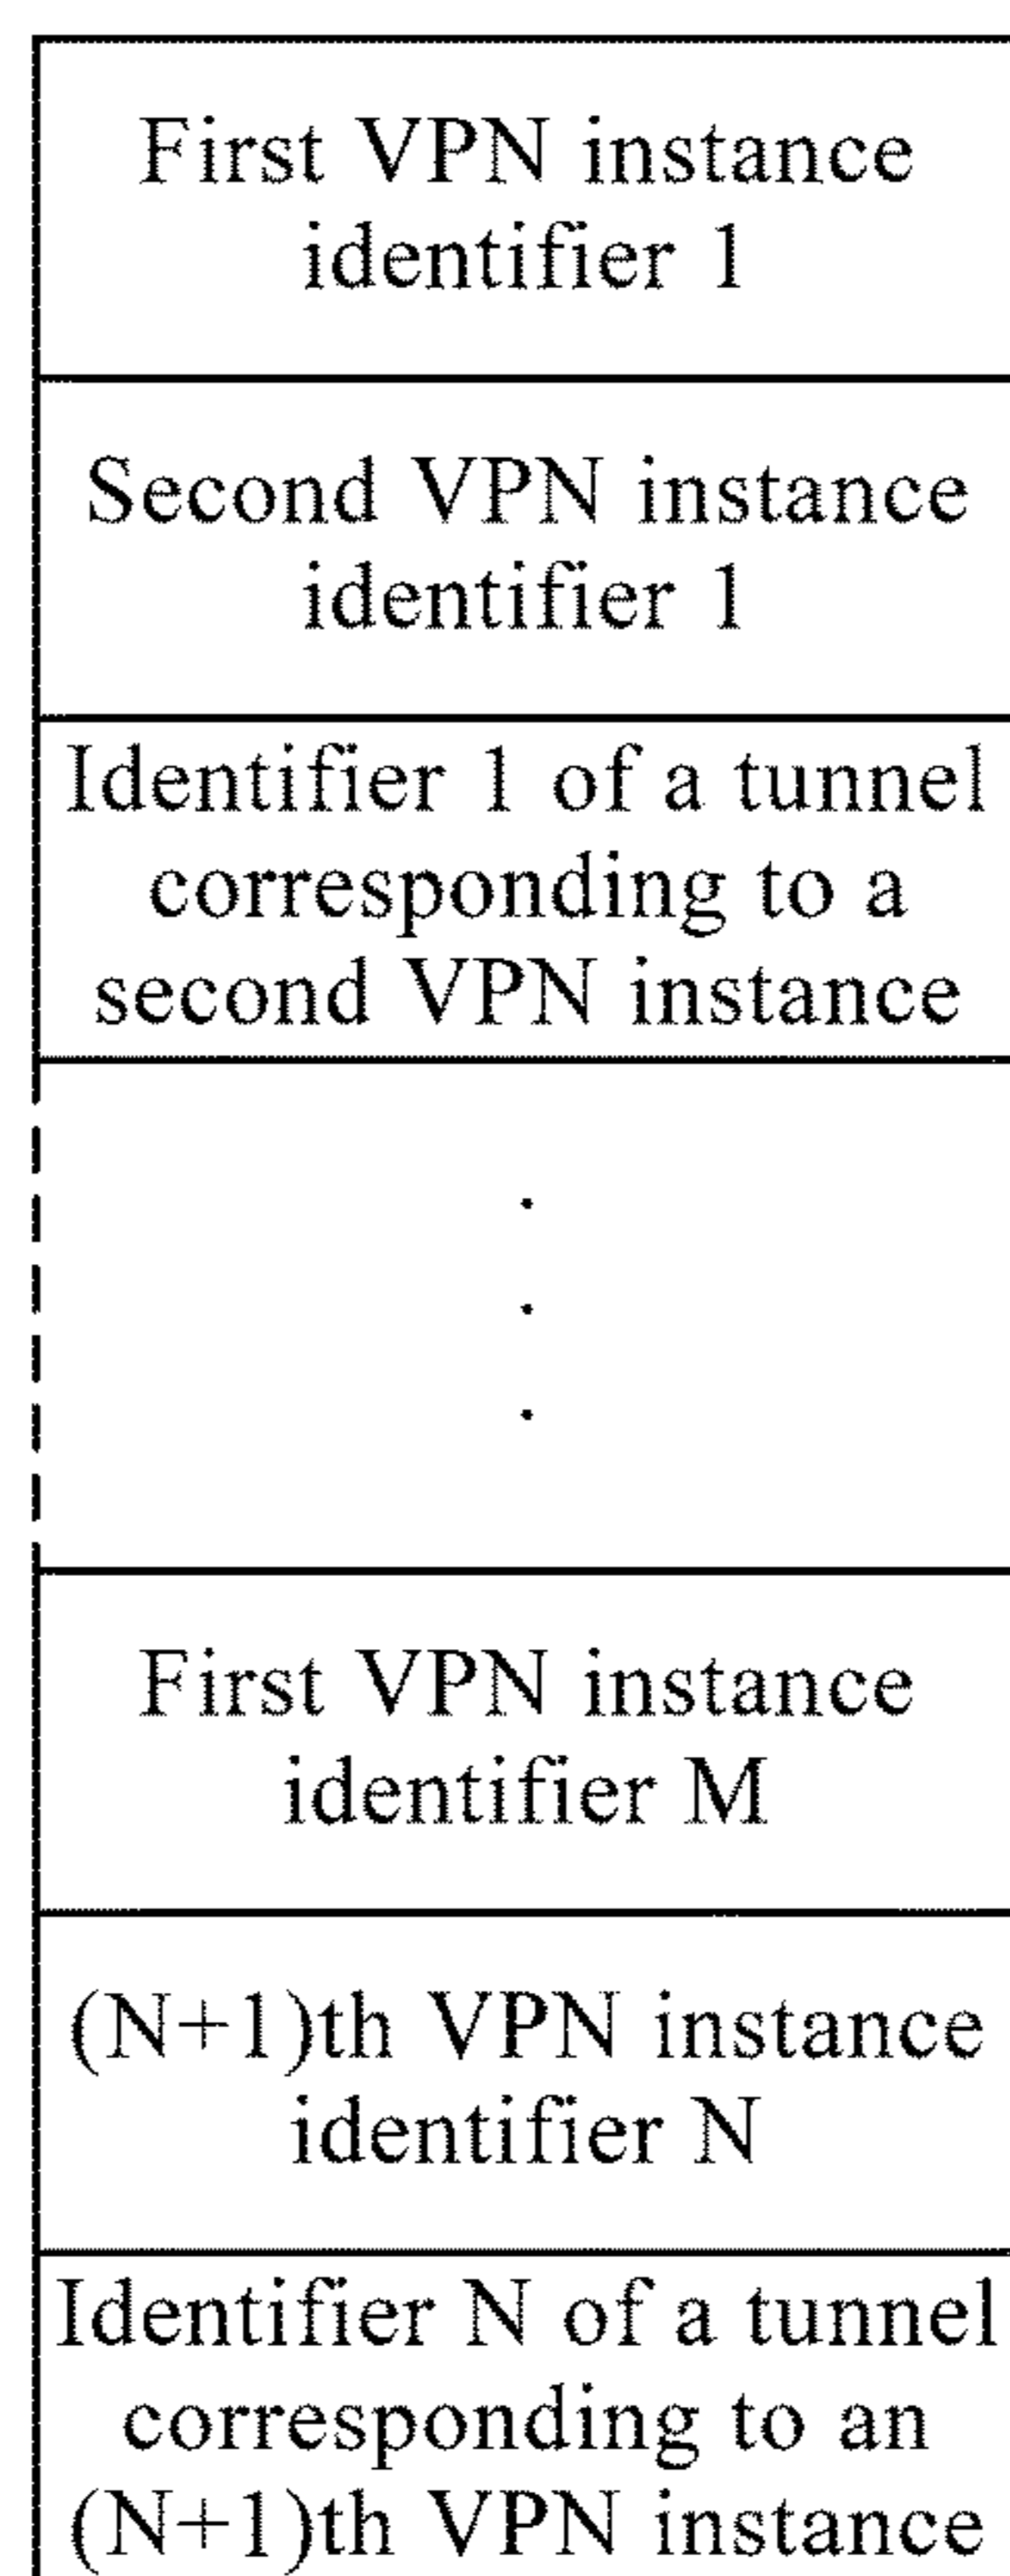 First VPN instance
identifier 1
Second VPN instance
identifier 1
Identifier 1 of a tunnel
corresponding to a
second VPN instance
.
.
.
First VPN instance
identifier M
(N+1)th VPN instance
identifier N
Identifier N of a tunnel
corresponding to an
(N+1)th VPN instance